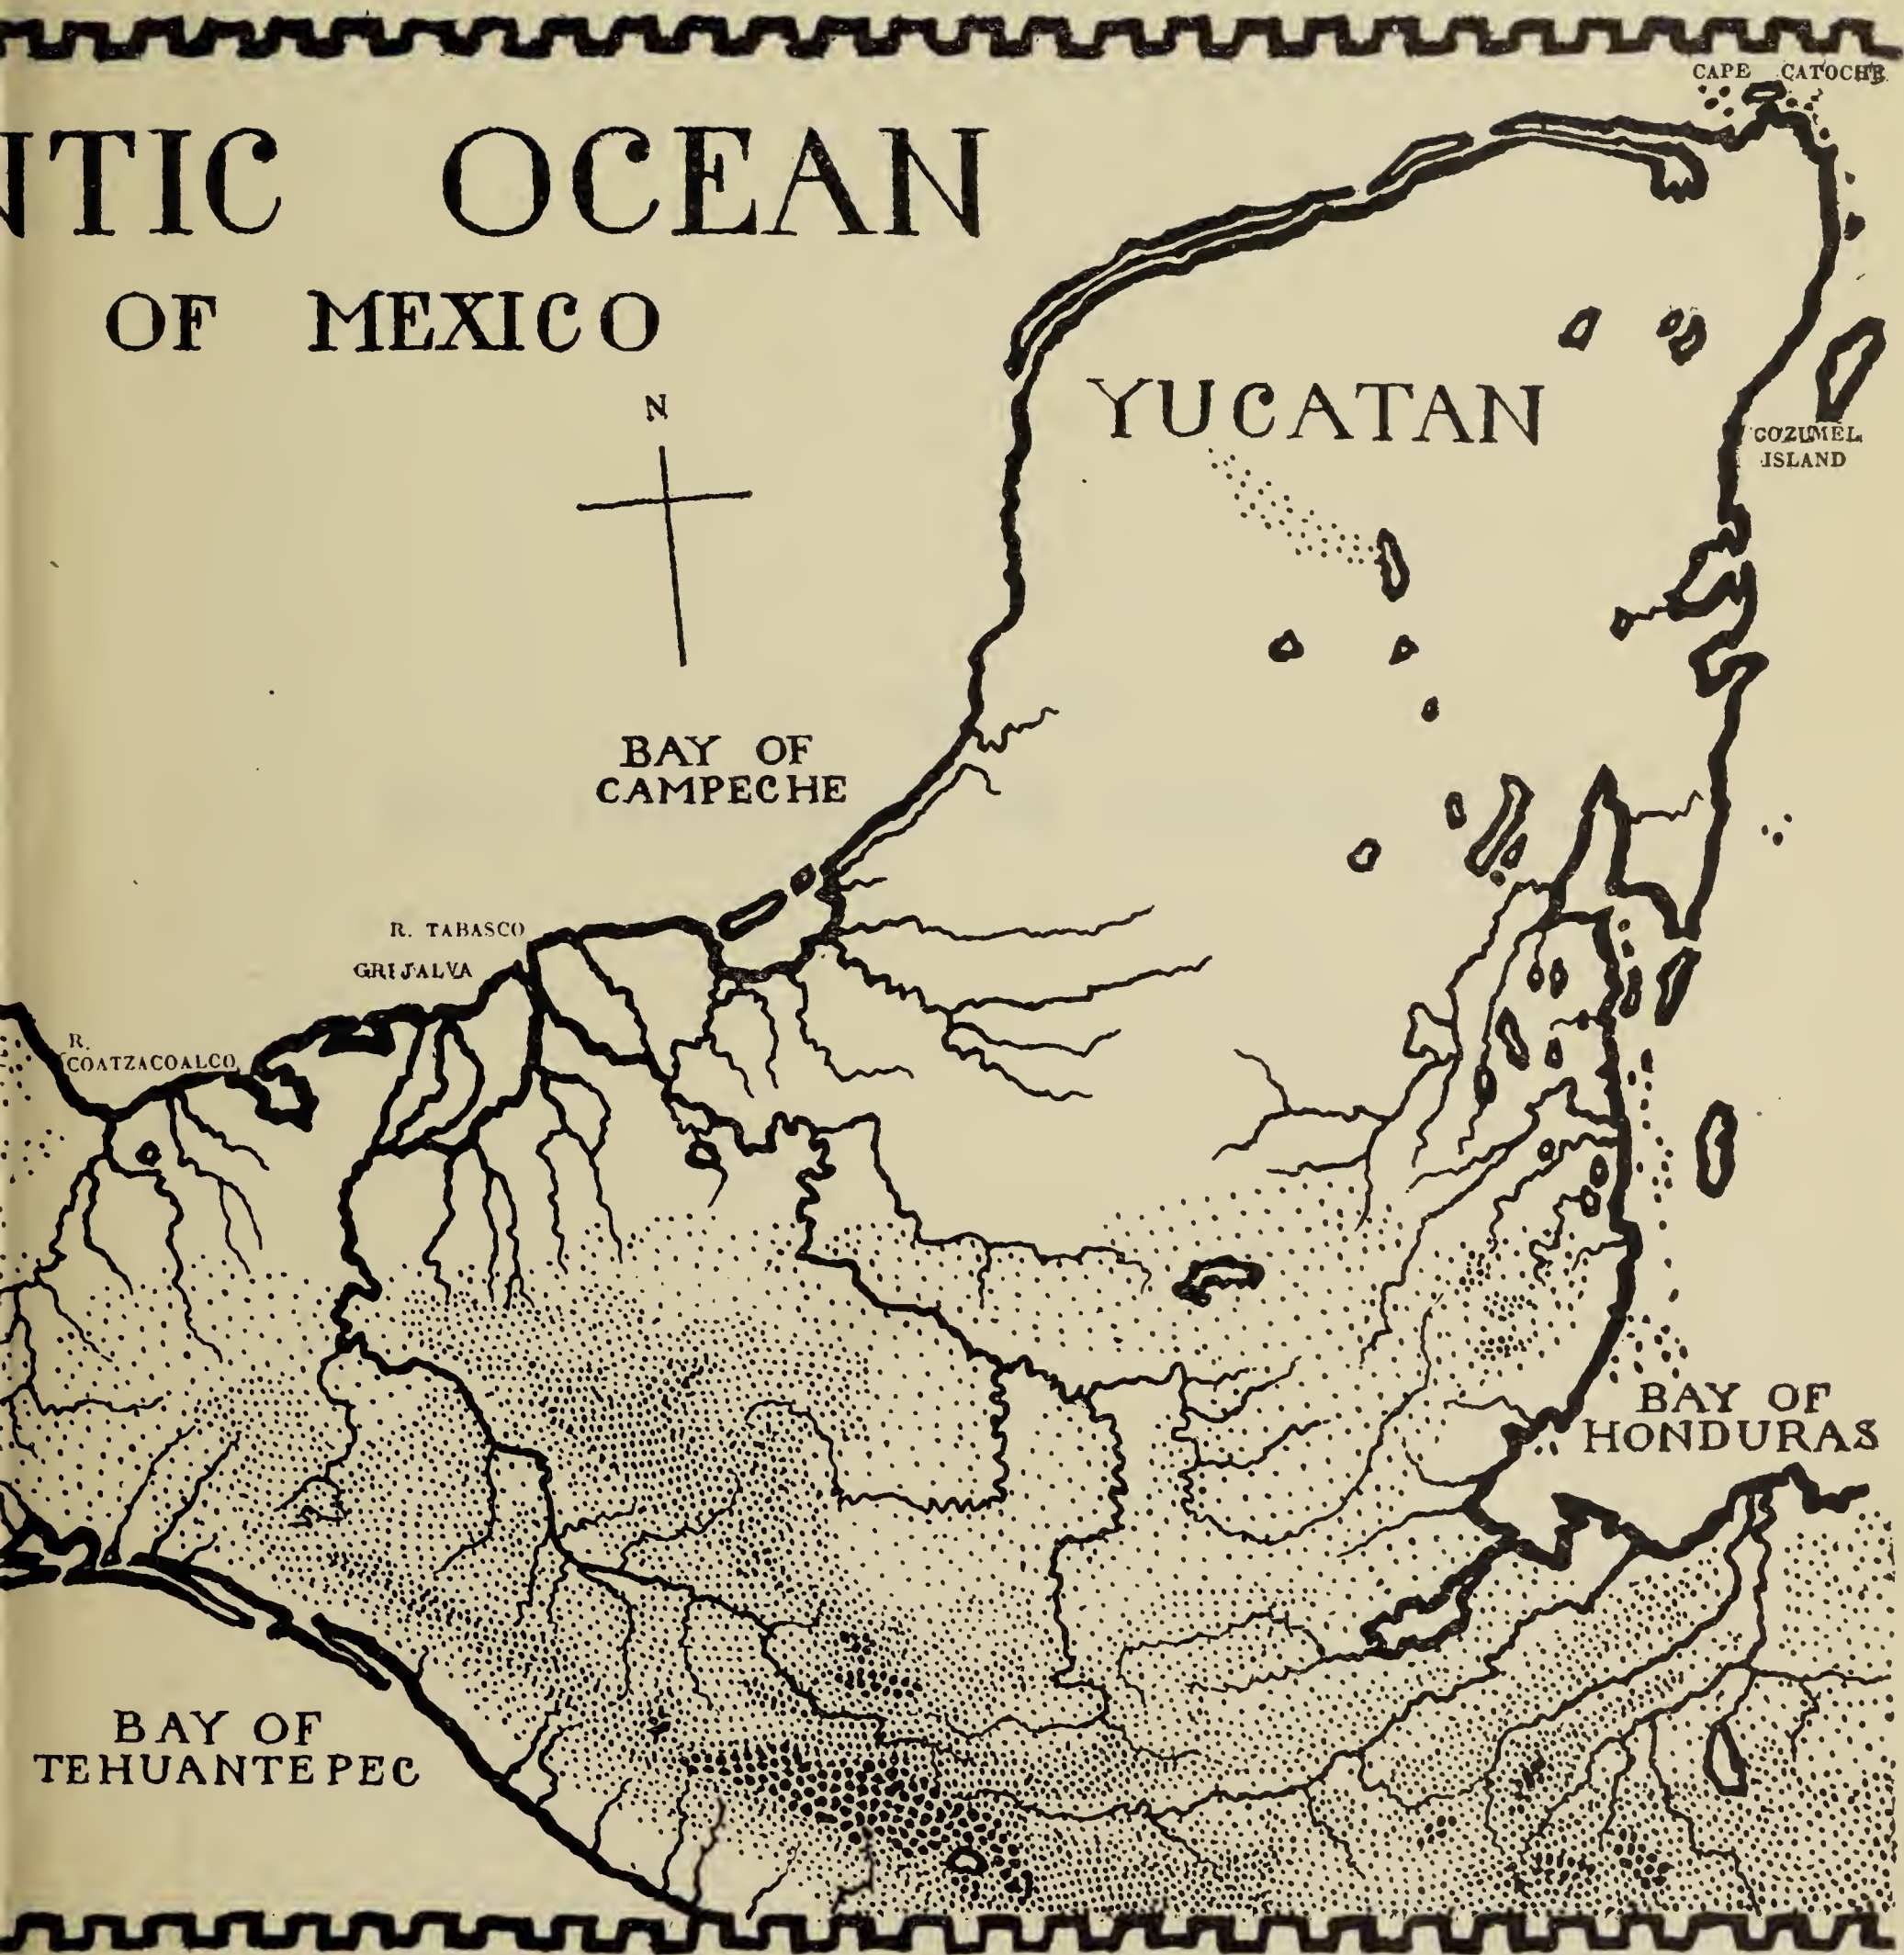 CAPE CATOCHE
NTIC OCEAN
OF MEXICO
N
YUCATAN
COZUMEL
ISLAND
BAY OF
CAMPECHE
R. TABASCO
GRIJALVA
R.
COATZACOALCO
BAY OF
HONDURAS
BAY OF
TEHUANTEPEC